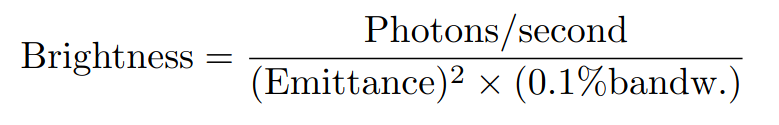 Brightness = Photons/second
(Emittance)² × (0.1%bandw.)